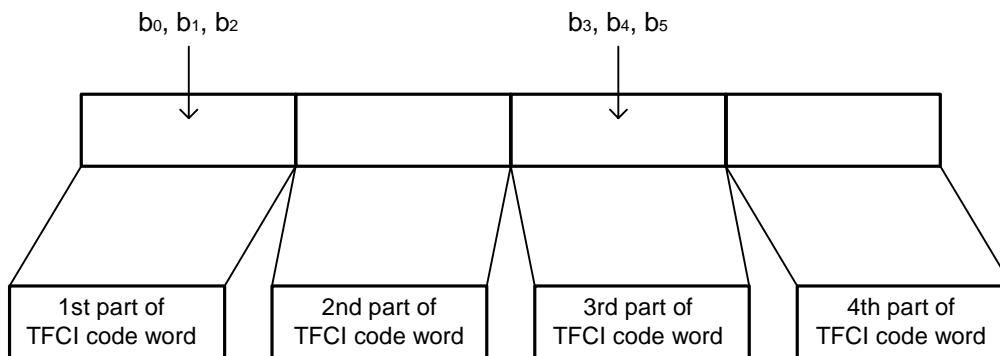 b0, b1, b2
b3, b4, b5
1st part of
TFCI code word
2nd part of
TFCI code word
3rd part of
TFCI code word
4th part of
TFCI code word